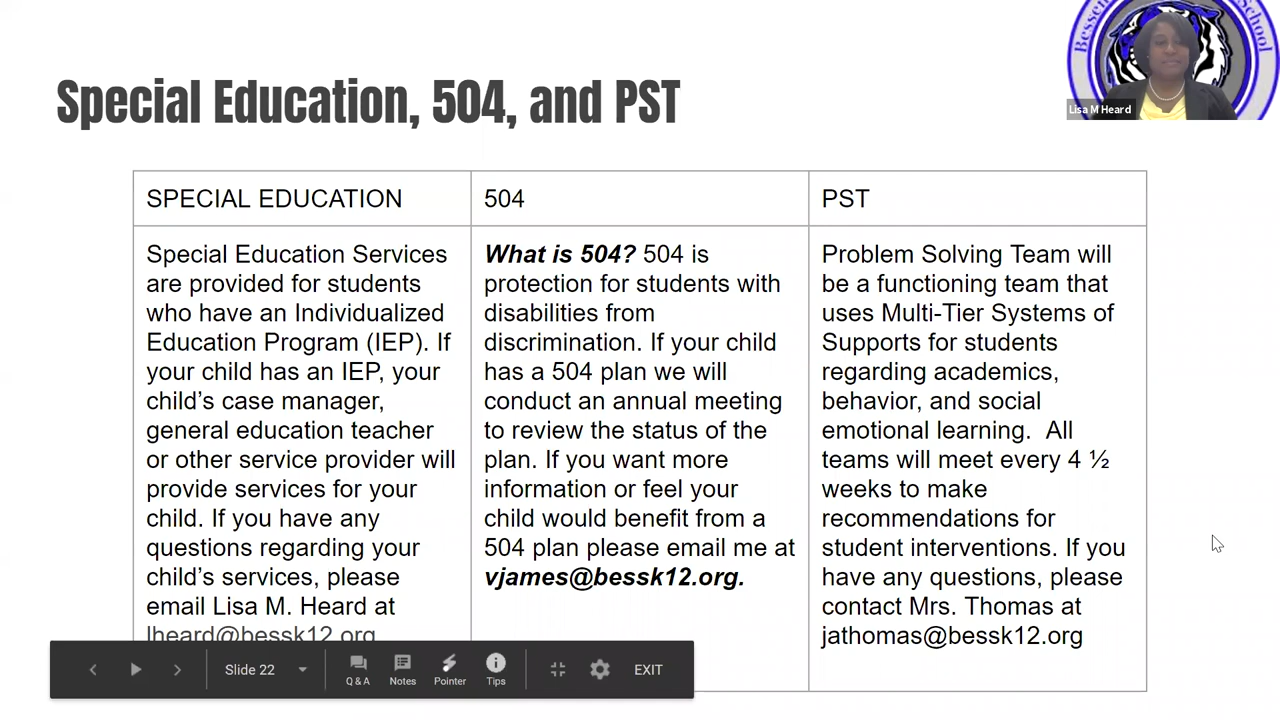 Special Education, 504, and PST
School
Lisa M Heard
SPECIAL EDUCATION
504
PST
Special Education Services
are provided for students
who have an Individualized
Education Program (IEP). If
your child has an IEP, your
child’s case manager,
general education teacher
or other service provider will
provide services for your
child. If you have any
questions regarding your
child’s services, please
email Lisa M. Heard at
lheard@bessk12.org
What is 504? 504 is
protection for students with
disabilities from
discrimination. If your child
has a 504 plan we will
conduct an annual meeting
to review the status of the
plan. If you want more
information or feel your
child would benefit from a
504 plan please email me at
vjames@bessk12.org.
Problem Solving Team will
be a functioning team that
uses Multi-Tier Systems of
Supports for students
regarding academics,
behavior, and social
emotional learning.  All
teams will meet every 4 ½
weeks to make
recommendations for
student interventions. If you
have any questions, please
contact Mrs. Thomas at
jathomas@bessk12.org
Slide 22
Q & A
Notes
Pointer
Tips
EXIT